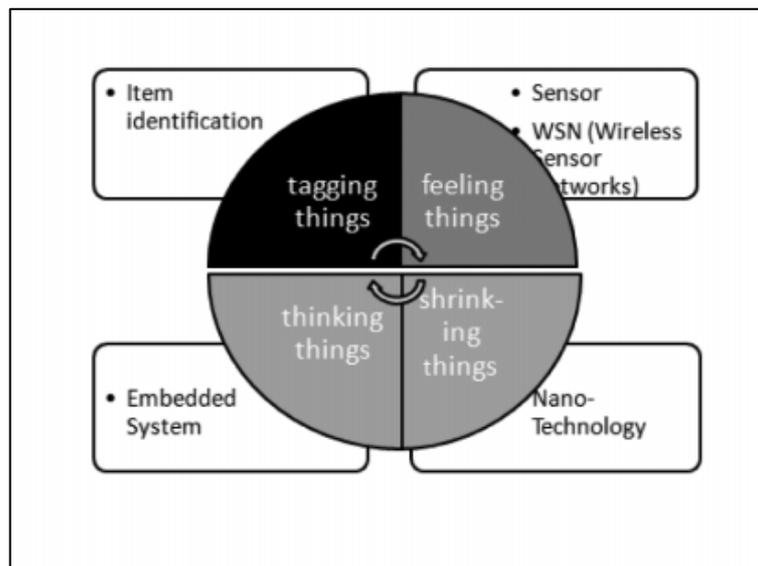 • Item
identification
• Sensor
• WSN (Wireless
Sensor
Networks)
tagging
things
feeling
things
thinking
things
shrink-
ing
things
• Embedded
System
Nano-
Technology